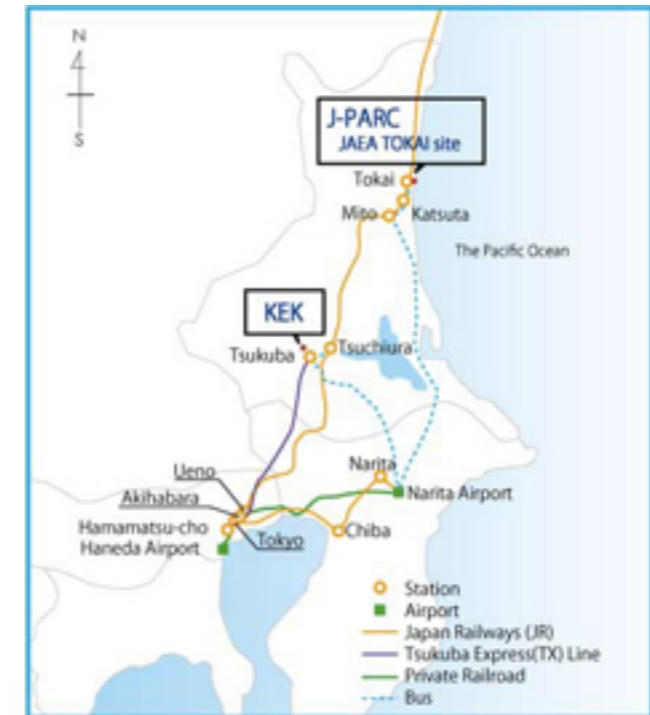 N
S
J-PARC
JAEA TOKAI site
Tokai
Mito
Katsuta
The Pacific Ocean
KEK
Tsukuba
Tsuchiura
Ueno
Narita
Akihabara
Narita Airport
Hamamatsu-cho
Tokyo
Chiba
Haneda Airport
Station
Airport
Japan Railways (JR)
Tsukuba Express(TX) Line
Private Railroad
Bus